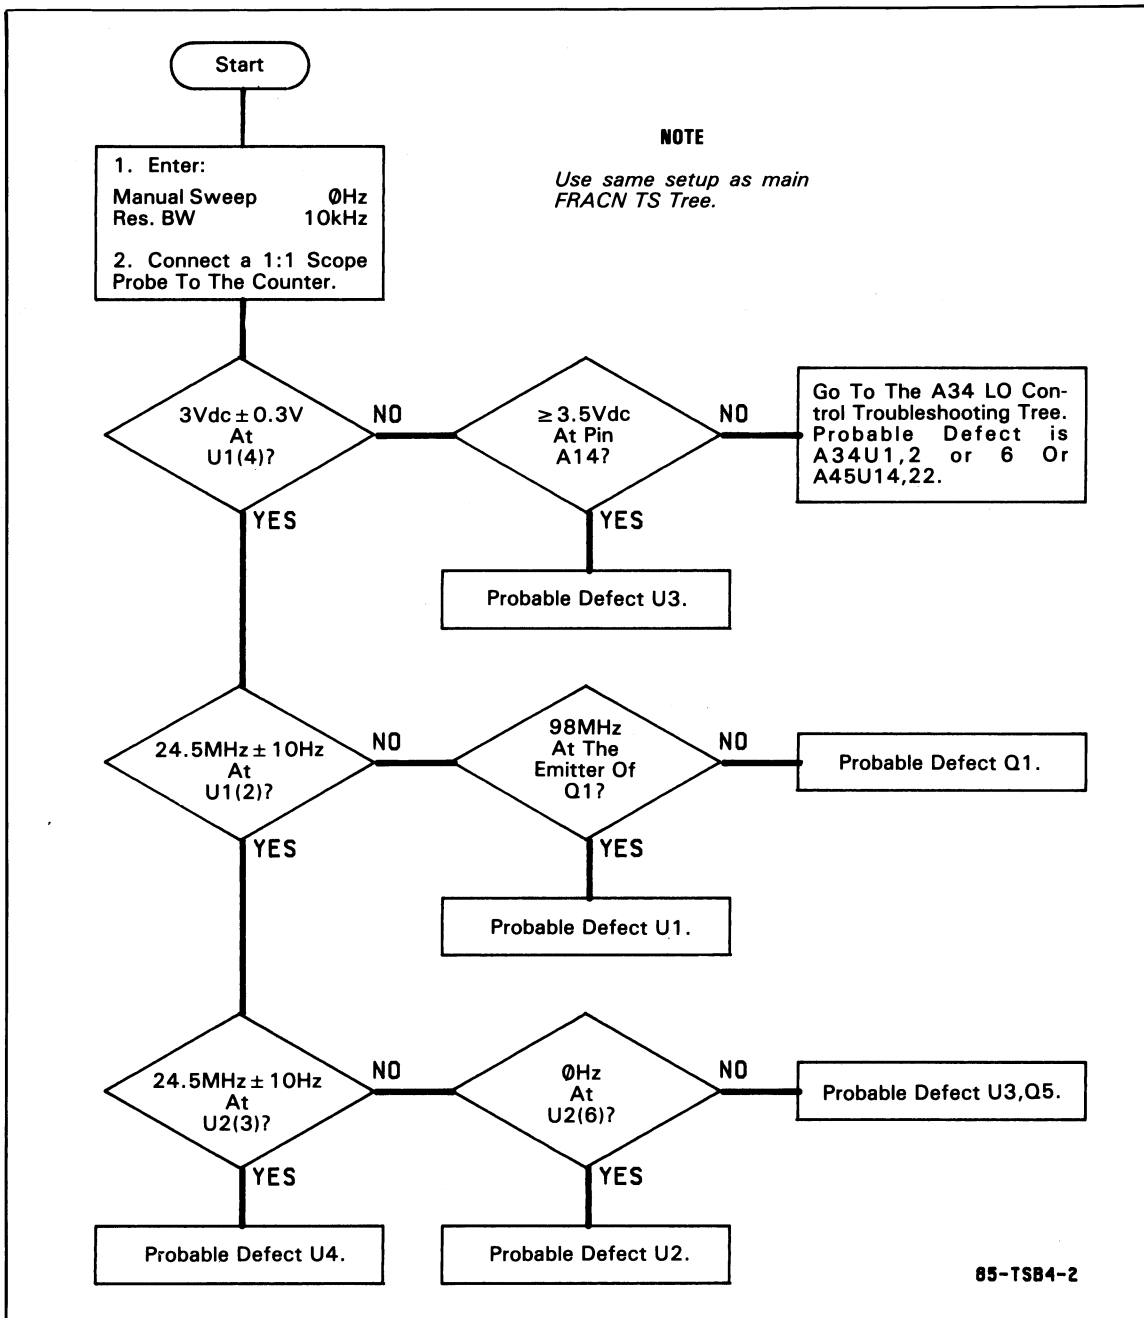 Start
NOTE
Use same setup as main
FRACN TS Tree.
1. Enter:
Manual Sweep 0Hz
Res. BW 10kHz
2. Connect a 1:1 Scope
Probe To The Counter.
3Vdc ± 0.3V
At
U1(4)?
NO
≥ 3.5Vdc
At Pin
A14?
NO
Go To The A34 LO Con-
trol Troubleshooting Tree.
Probable Defect is
A34U1,2 or 6 Or
A45U14,22.
YES
YES
Probable Defect U3.
24.5MHz ± 10Hz
At
U1(2)?
NO
98MHz
At The
Emitter Of
Q1?
NO
Probable Defect Q1.
YES
YES
Probable Defect U1.
24.5MHz ± 10Hz
At
U2(3)?
NO
0Hz
At
U2(6)?
NO
Probable Defect U3,Q5.
YES
YES
Probable Defect U4.
Probable Defect U2.
85-TSB4-2